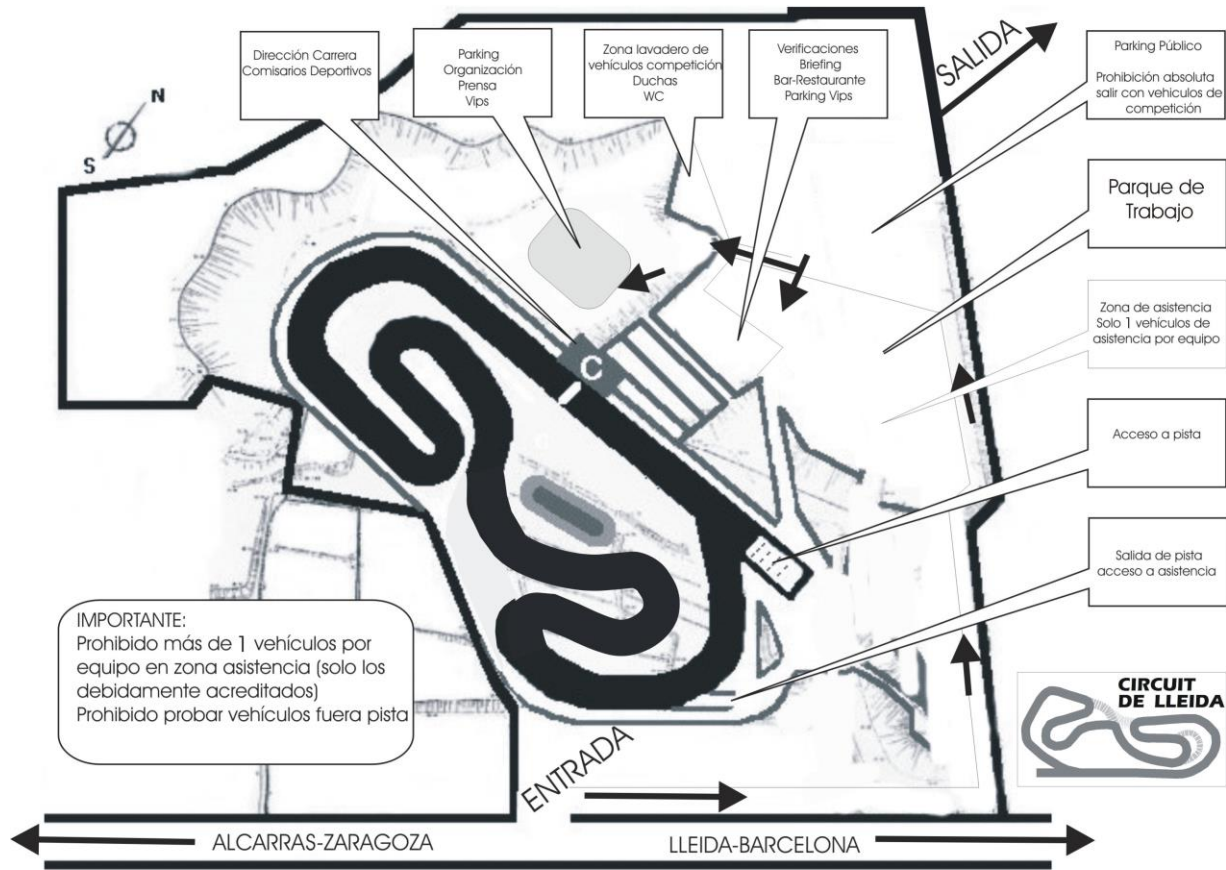 Dirección Carrera
Comisarios Deportivos
Parking
Organización
Prensa
Vips
Zona lavadero de
vehículos competición
Duchas
WC
Verificaciones
Briefing
Bar-Restaurante
Parking Vips
SALIDA
Parking Público
Prohibición absoluta
salir con vehiculos de
competición
N
S
Parque de
Trabajo
Zona de asistencia
Solo 1 vehículos de
asistencia por equipo
C
Acceso a pista
Salida de pista
acceso a asistencia
IMPORTANTE:
Prohibido más de 1 vehículos por
equipo en zona asistencia (solo los
debidamente acreditados)
Prohibido probar vehículos fuera pista
CIRCUIT
DE LLEIDA
ENTRADA
ALCARRAS-ZARAGOZA
LLEIDA-BARCELONA